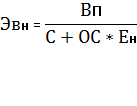 Эвн = Вп
С + ОС * Ен